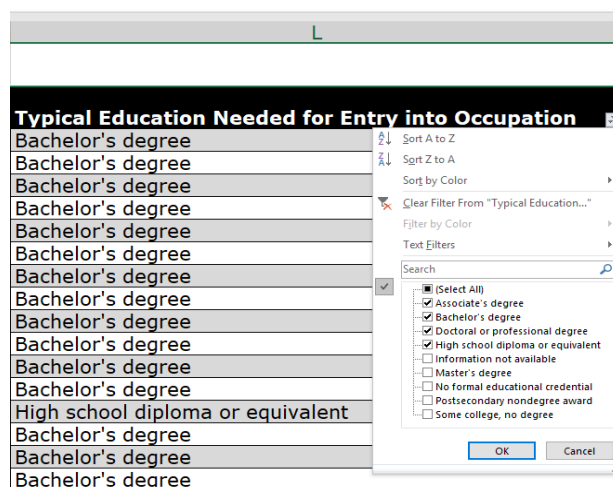 L
Typical Education Needed for Entry into Occupation
Bachelor's degree
Bachelor's degree
Bachelor's degree
Bachelor's degree
Bachelor's degree
Bachelor's degree
Bachelor's degree
Bachelor's degree
Bachelor's degree
Bachelor's degree
Bachelor's degree
Bachelor's degree
High school diploma or equivalent
Bachelor's degree
Bachelor's degree
Bachelor's degree
Sort A to Z
Sort Z to A
Sort by Color
Clear Filter From "Typical Education..."
Filter by Color
Text Filters
Search
(Select All)
Associate's degree
Bachelor's degree
Doctoral or professional degree
High school diploma or equivalent
Information not available
Master's degree
No formal educational credential
Postsecondary nondegree award
Some college, no degree
OK Cancel